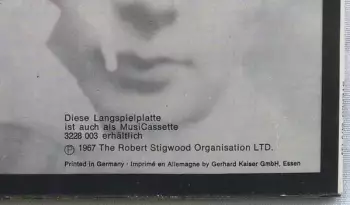 Diese Langspielplatte
ist auch als MusiCassette
3228 003 erhältlich
℗ 1967 The Robert Stigwood Organisation LTD.
Printed in Germany · Imprimé en Allemagne by Gerhard Kaiser GmbH, Essen